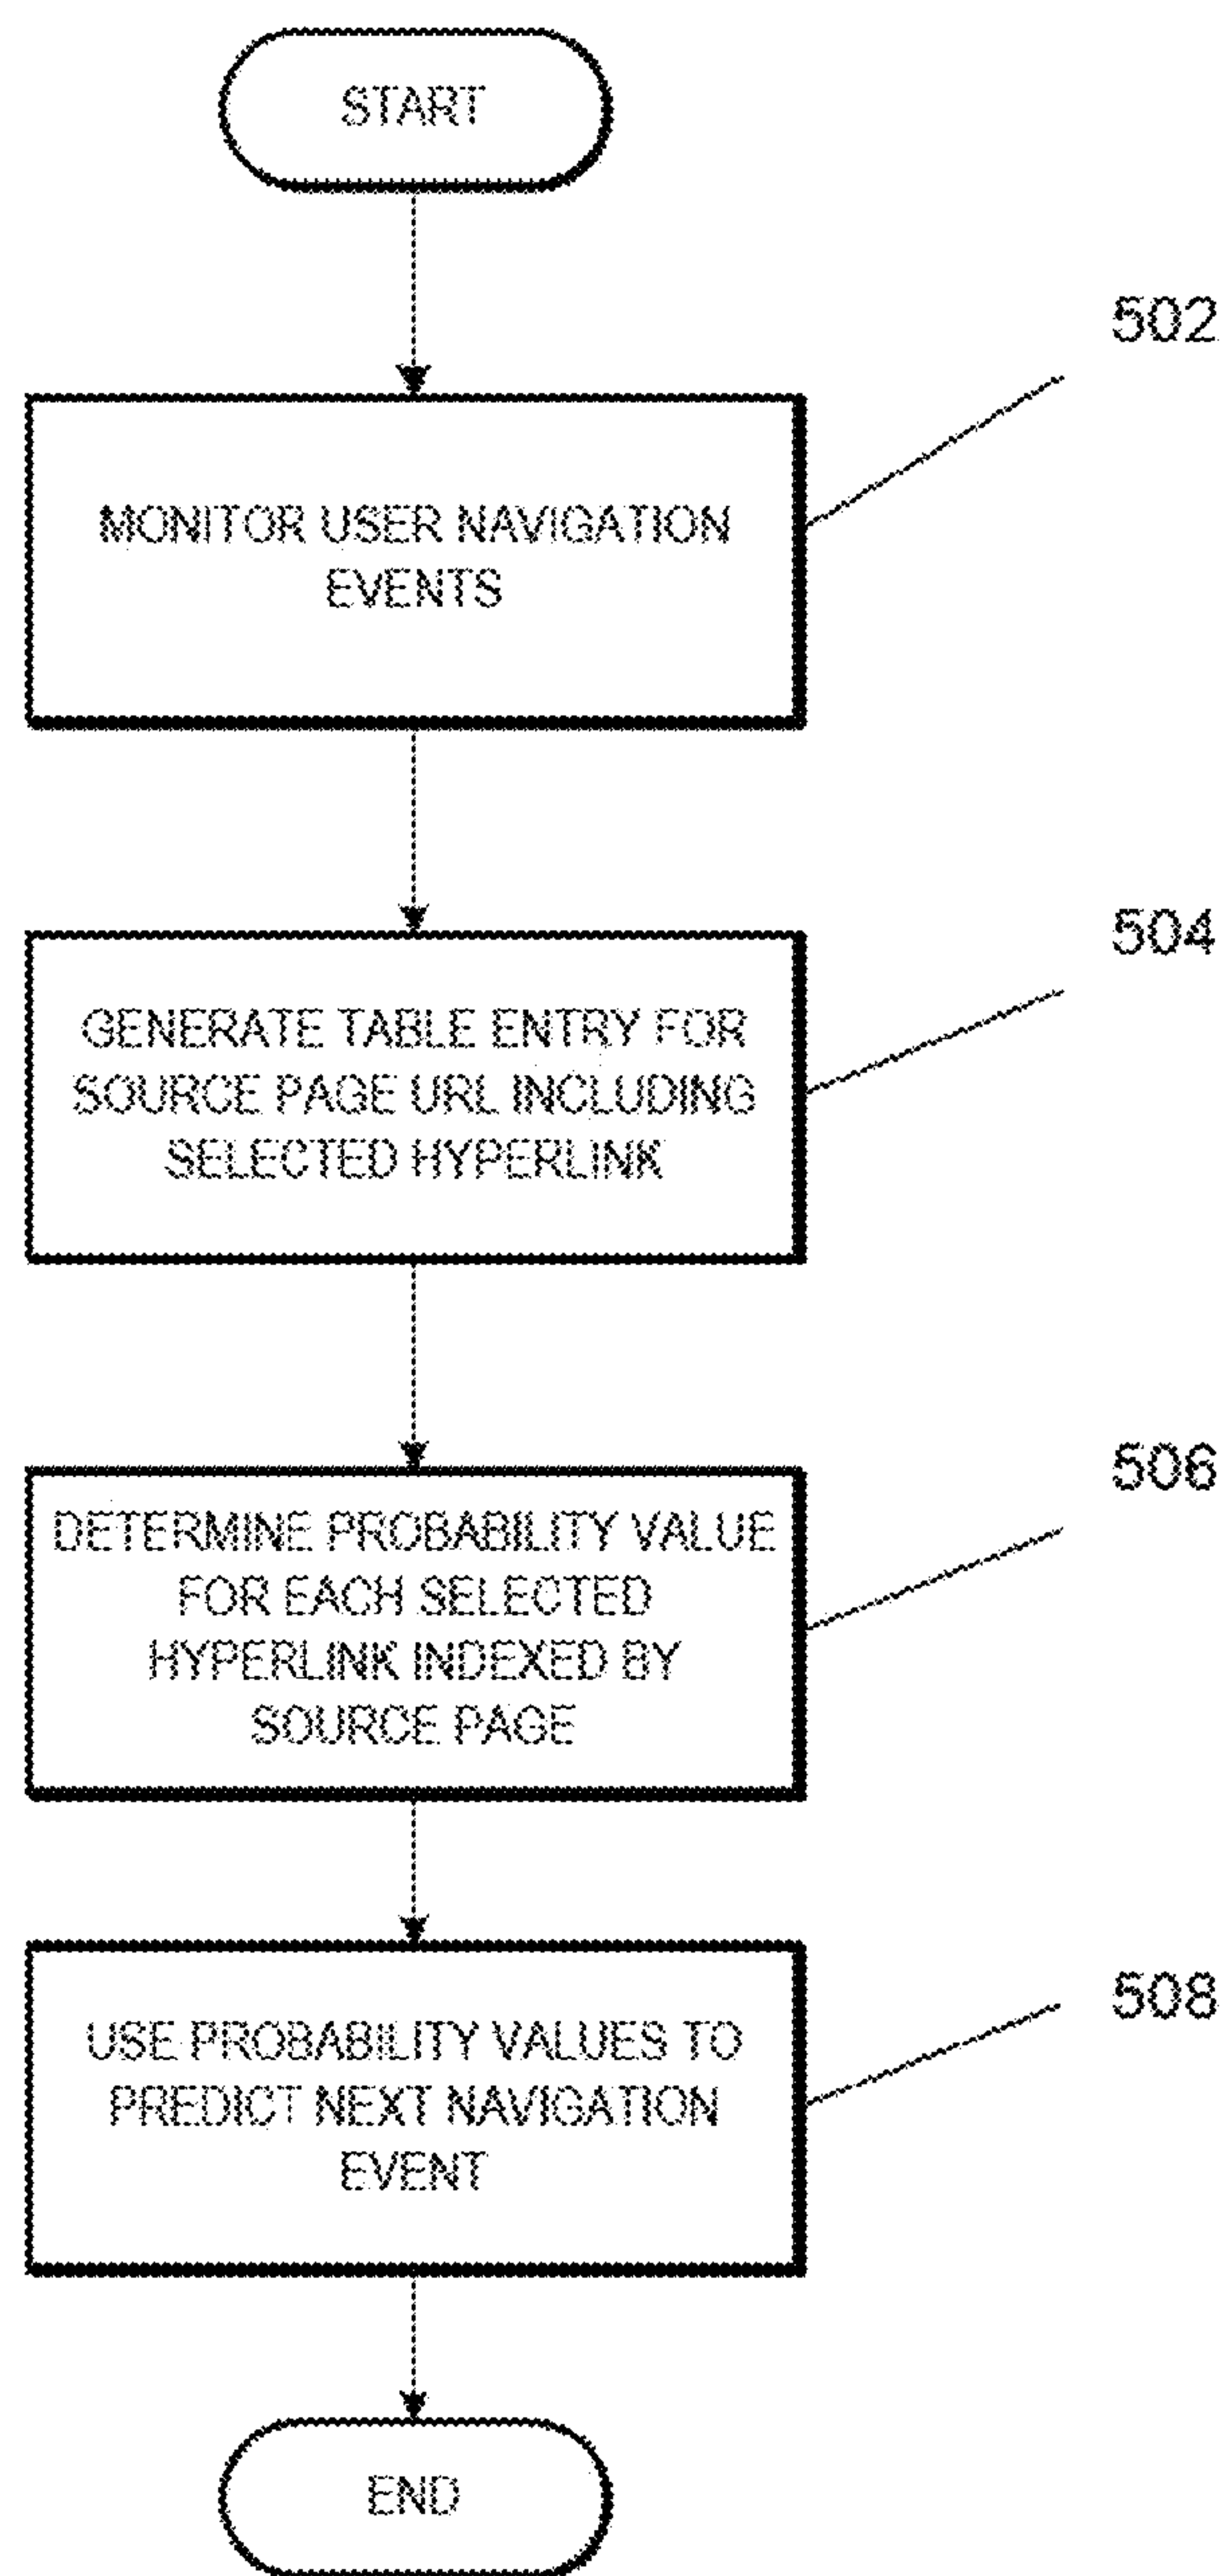 START
502
MONITOR USER NAVIGATION
EVENTS
504
GENERATE TABLE ENTRY FOR
SOURCE PAGE URL INCLUDING
SELECTED HYPERLINK
506
DETERMINE PROBABILITY VALUE
FOR EACH SELECTED
HYPERLINK INDEXED BY
SOURCE PAGE
508
USE PROBABILITY VALUES TO
PREDICT NEXT NAVIGATION
EVENT
END